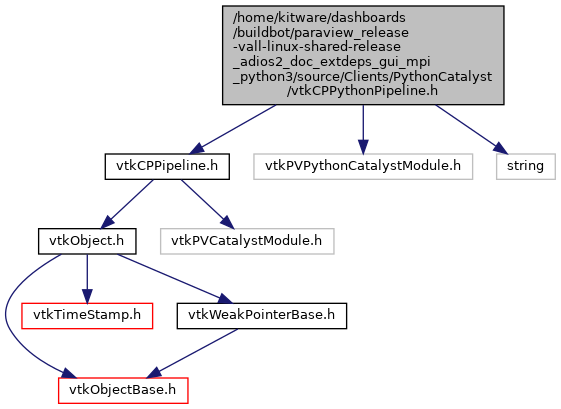 /home/kitware/dashboards
/buildbot/paraview_release
-vall-linux-shared-release
_adios2_doc_extdeps_gui_mpi
_python3/source/Clients/PythonCatalyst
/vtkCPPythonPipeline.h
vtkCPPipeline.h
vtkPVPythonCatalystModule.h
string
vtkObject.h
vtkPVCatalystModule.h
vtkTimeStamp.h
vtkWeakPointerBase.h
vtkObjectBase.h